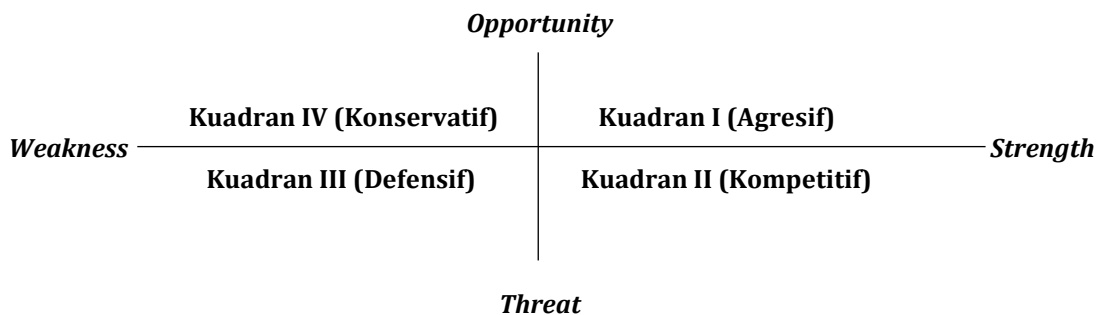 Opportunity
Kuadran IV (Konservatif)
Kuadran I (Agresif)
Weakness
Strength
Kuadran III (Defensif)
Kuadran II (Kompetitif)
Threat